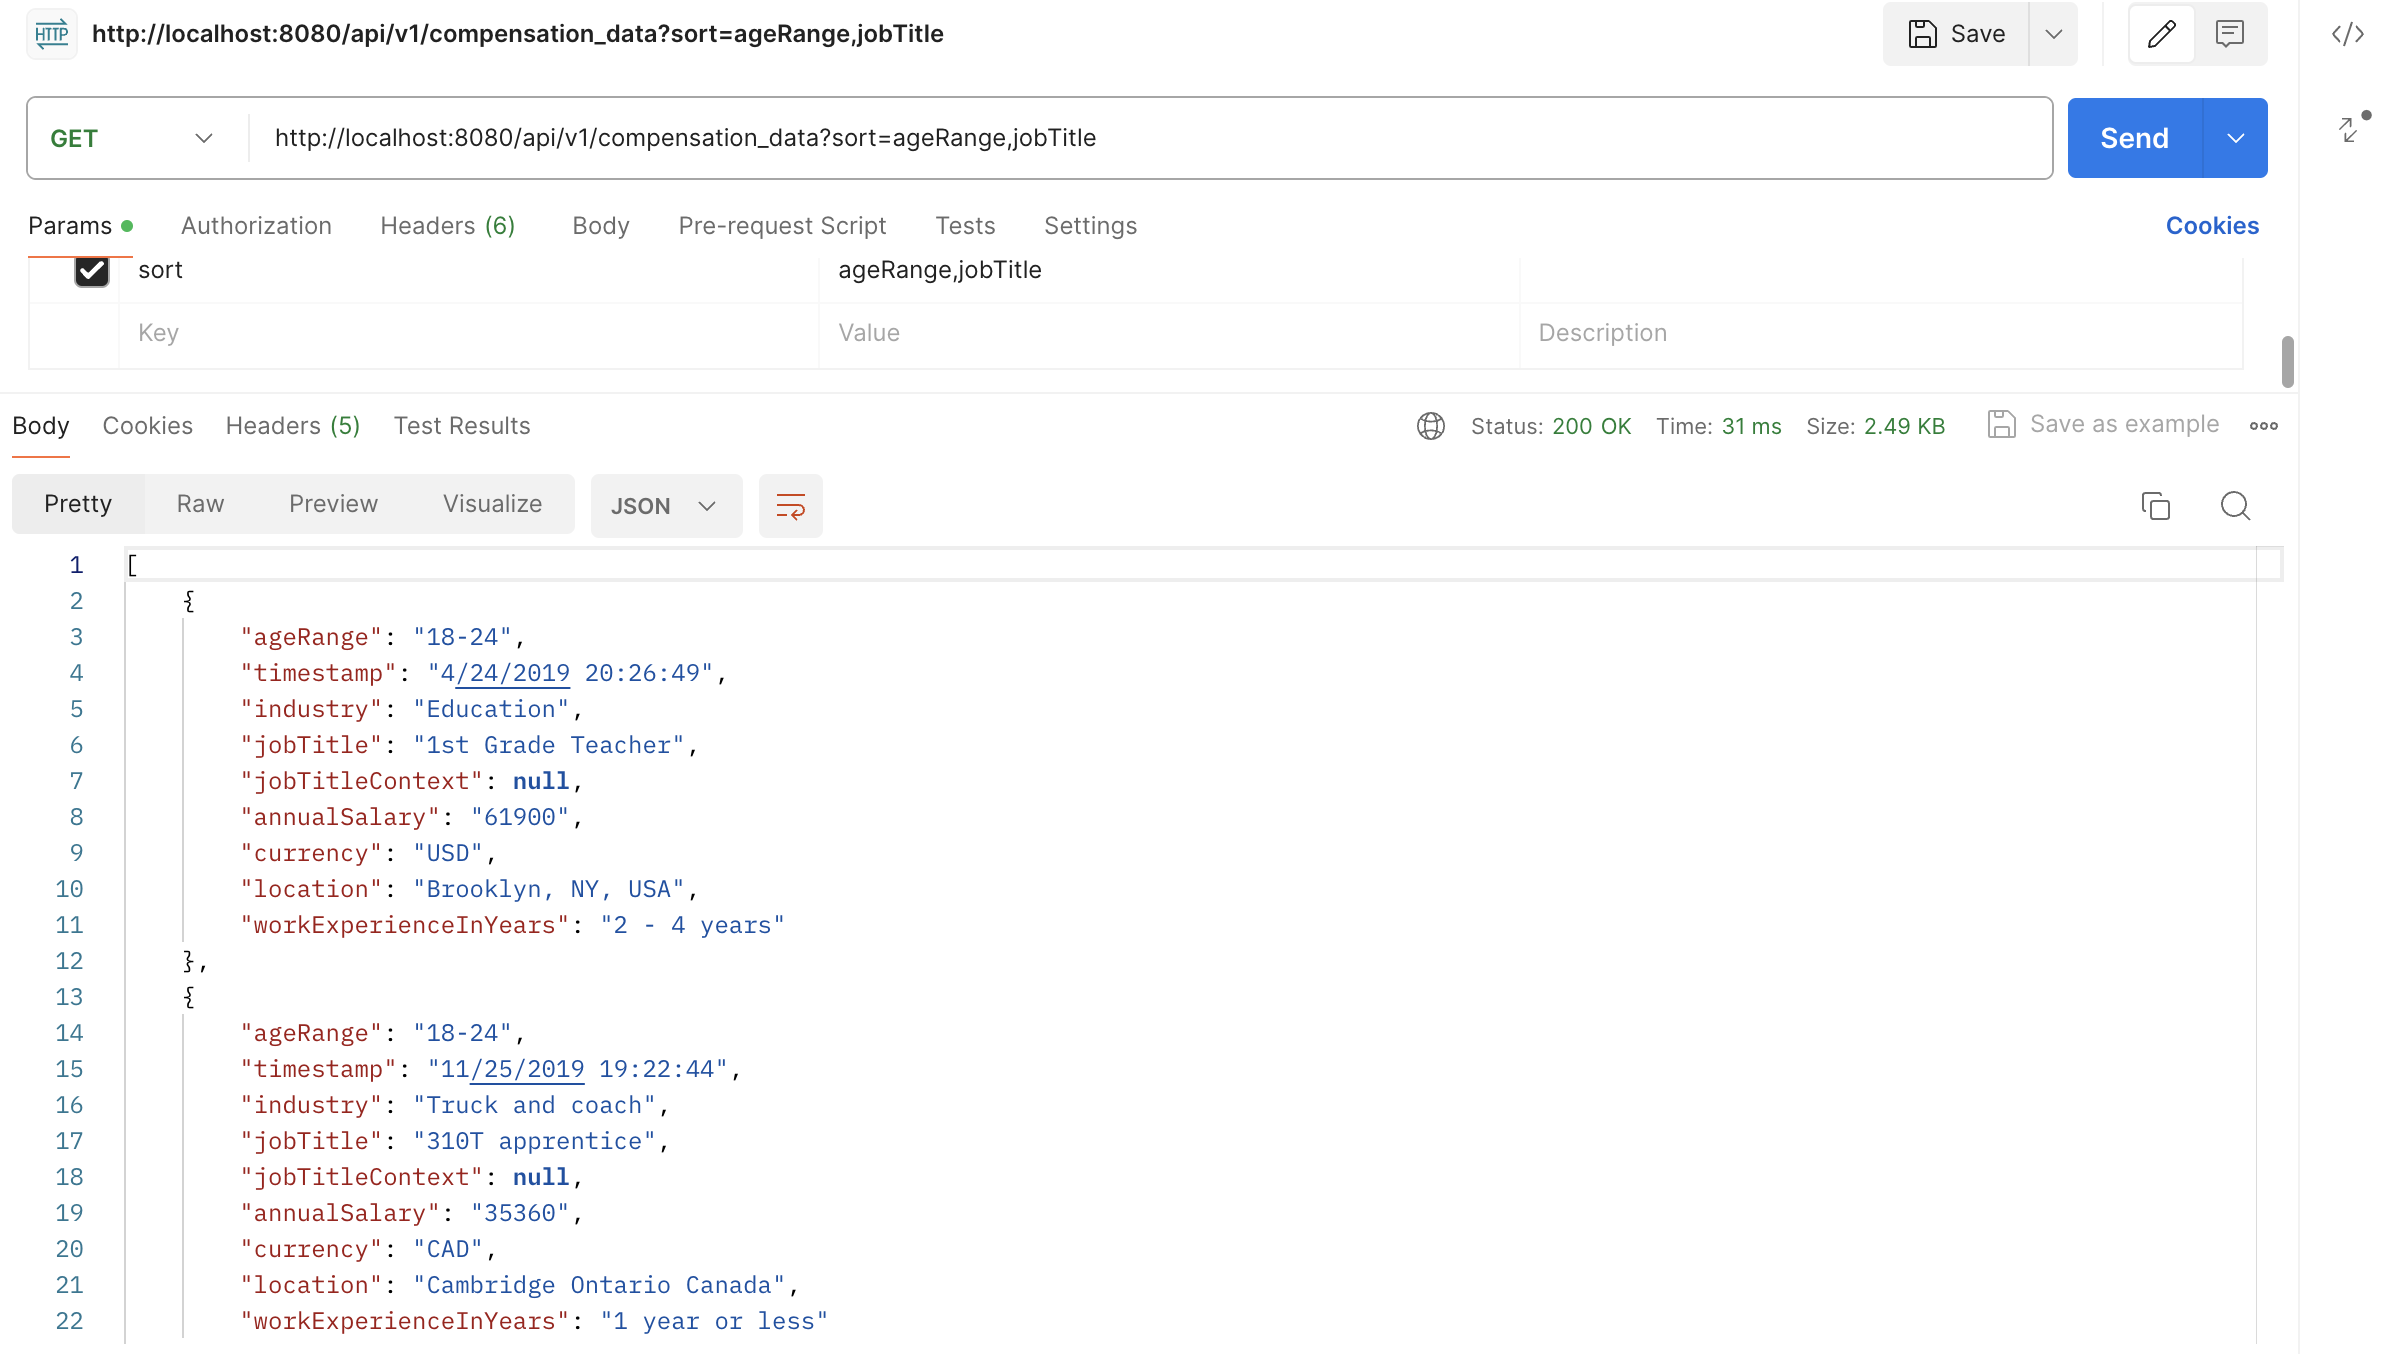 HTTP http://localhost:8080/api/v1/compensation_data?sort=ageRange,jobTitle Save
GET http://localhost:8080/api/v1/compensation_data?sort=ageRange,jobTitle Send
Params Authorization Headers (6) Body Pre-request Script Tests Settings Cookies
sort ageRange,jobTitle
Key Value Description
Body Cookies Headers (5) Test Results Status: 200 OK Time: 31 ms Size: 2.49 KB Save as example
Pretty Raw Preview Visualize JSON
1 [
2 {
3 "ageRange": "18-24",
4 "timestamp": "4/24/2019 20:26:49",
5 "industry": "Education",
6 "jobTitle": "1st Grade Teacher",
7 "jobTitleContext": null,
8 "annualSalary": "61900",
9 "currency": "USD",
10 "location": "Brooklyn, NY, USA",
11 "workExperienceInYears": "2 - 4 years"
12 },
13 {
14 "ageRange": "18-24",
15 "timestamp": "11/25/2019 19:22:44",
16 "industry": "Truck and coach",
17 "jobTitle": "310T apprentice",
18 "jobTitleContext": null,
19 "annualSalary": "35360",
20 "currency": "CAD",
21 "location": "Cambridge Ontario Canada",
22 "workExperienceInYears": "1 year or less"